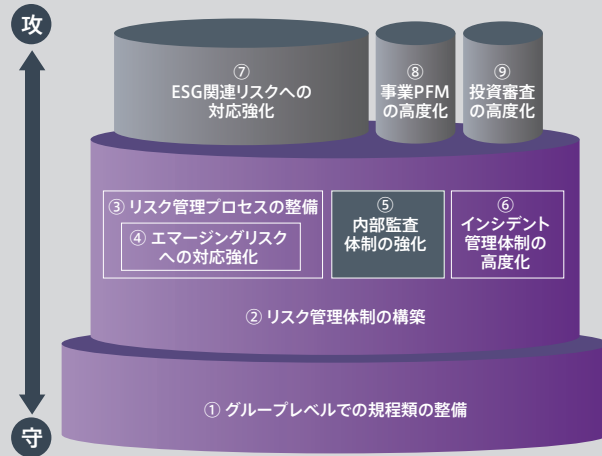 攻
⑦
ESG関連リスクへの
対応強化
⑧
事業PFM
の高度化
⑨
投資審査
の高度化
③ リスク管理プロセスの整備
④ エマージングリスク
への対応強化
⑤
内部監査
体制の強化
⑥
インシデント
管理体制の
高度化
② リスク管理体制の構築
① グループレベルでの規程類の整備
守